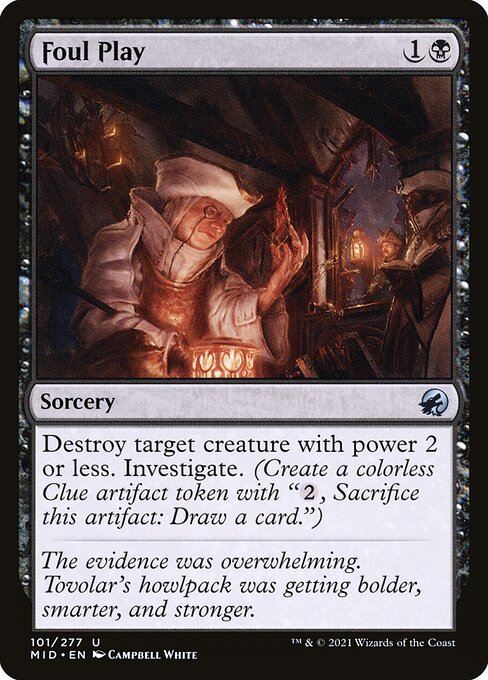 Foul Play 1
Sorcery
Destroy target creature with power 2
or less. Investigate. (Create a colorless
Clue artifact token with “2, Sacrifice
this artifact: Draw a card.”)
The evidence was overwhelming.
Tovolar's howlpack was getting bolder,
smarter, and stronger.
101/277 U
MID • EN CAMPBELL WHITE
™ & © 2021 Wizards of the Coast